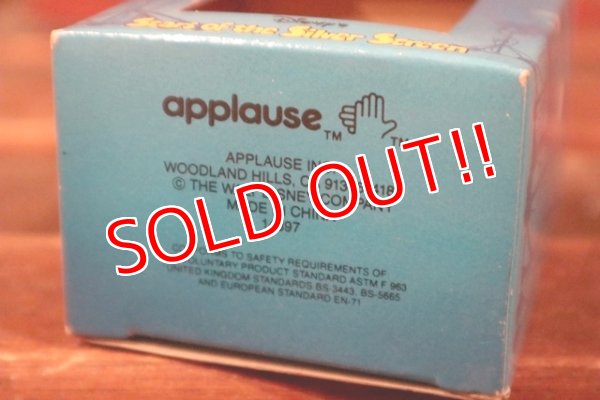 Disney's
Stars of the Silver Screen
applause TM TM
APPLAUSE
WOODLAND HILLS,
© THE COMPANY
MADE IN CHINA
SOLD OUT!!
TO SAFETY REQUIREMENTS OF
VOLUNTARY PRODUCT STANDARD ASTM F 963
UNITED KINGDOM STANDARDS BS 3443, BS-5665
AND EUROPEAN STANDARD EN-71